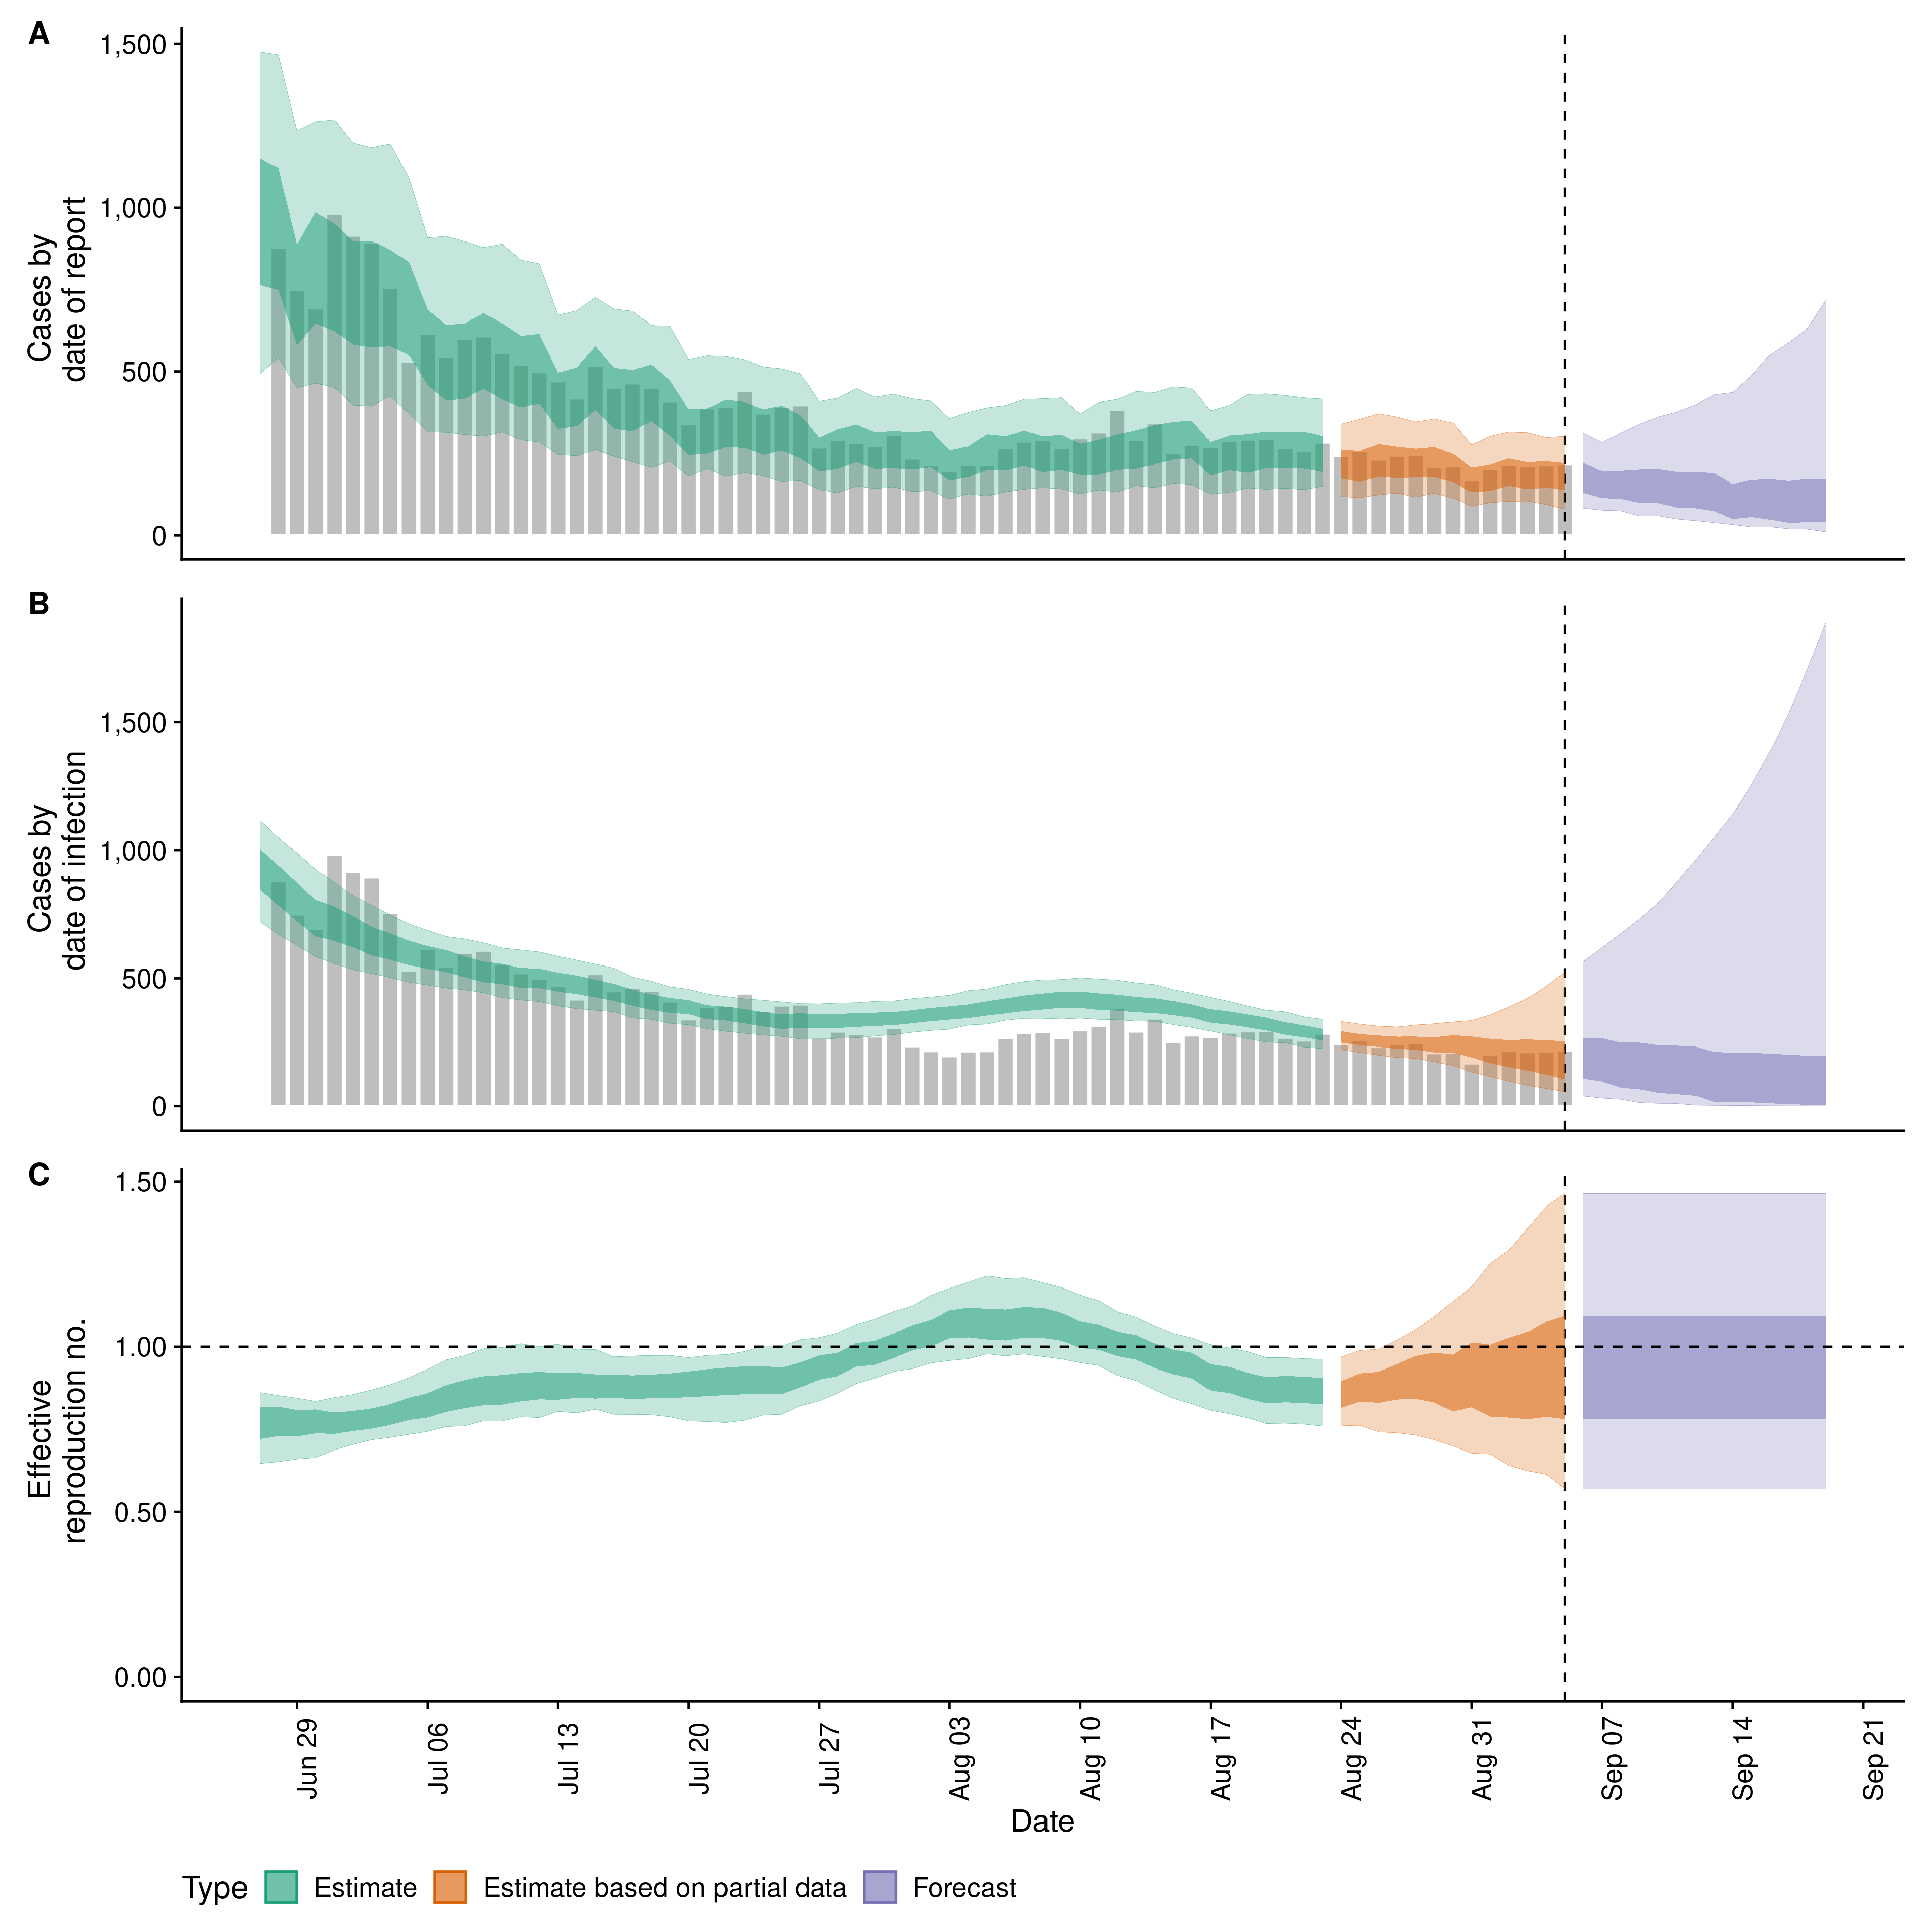 A
1,500
1,000
500
0
Cases by
date of report
B
1,500
1,000
500
0
Cases by
date of infection
C
1.50
1.00
0.50
0.00
Effective
reproduction no.
Jun 29
Jul 06
Jul 13
Jul 20
Jul 27
Aug 03
Aug 10
Aug 17
Aug 24
Aug 31
Sep 07
Sep 14
Sep 21
Date
Type Estimate Estimate based on partial data Forecast